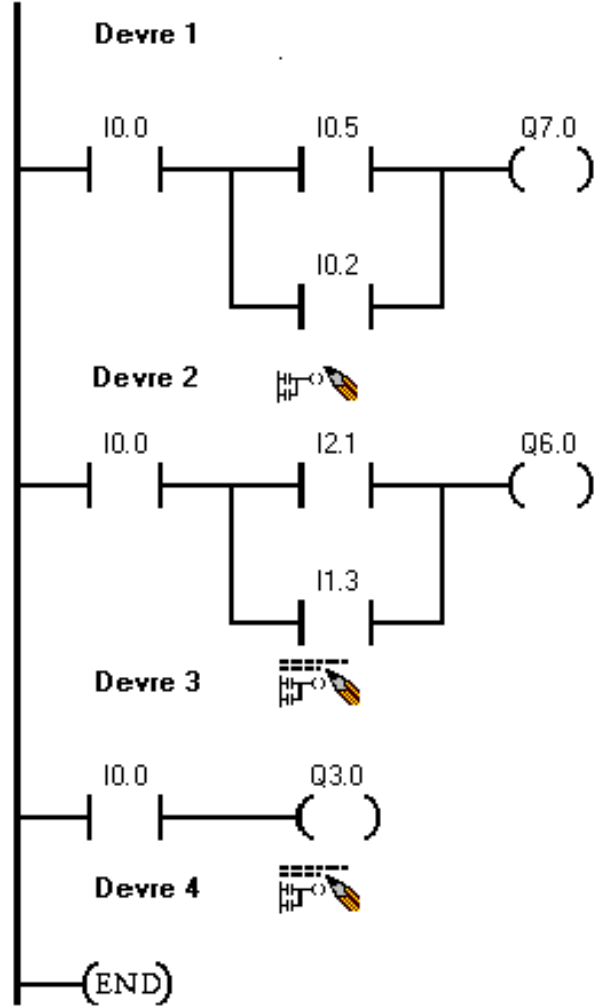 Devre 1
I0.0 I0.5 Q7.0
I0.2
Devre 2
I0.0 I2.1 Q6.0
I1.3
Devre 3
I0.0 Q3.0
Devre 4
(END)